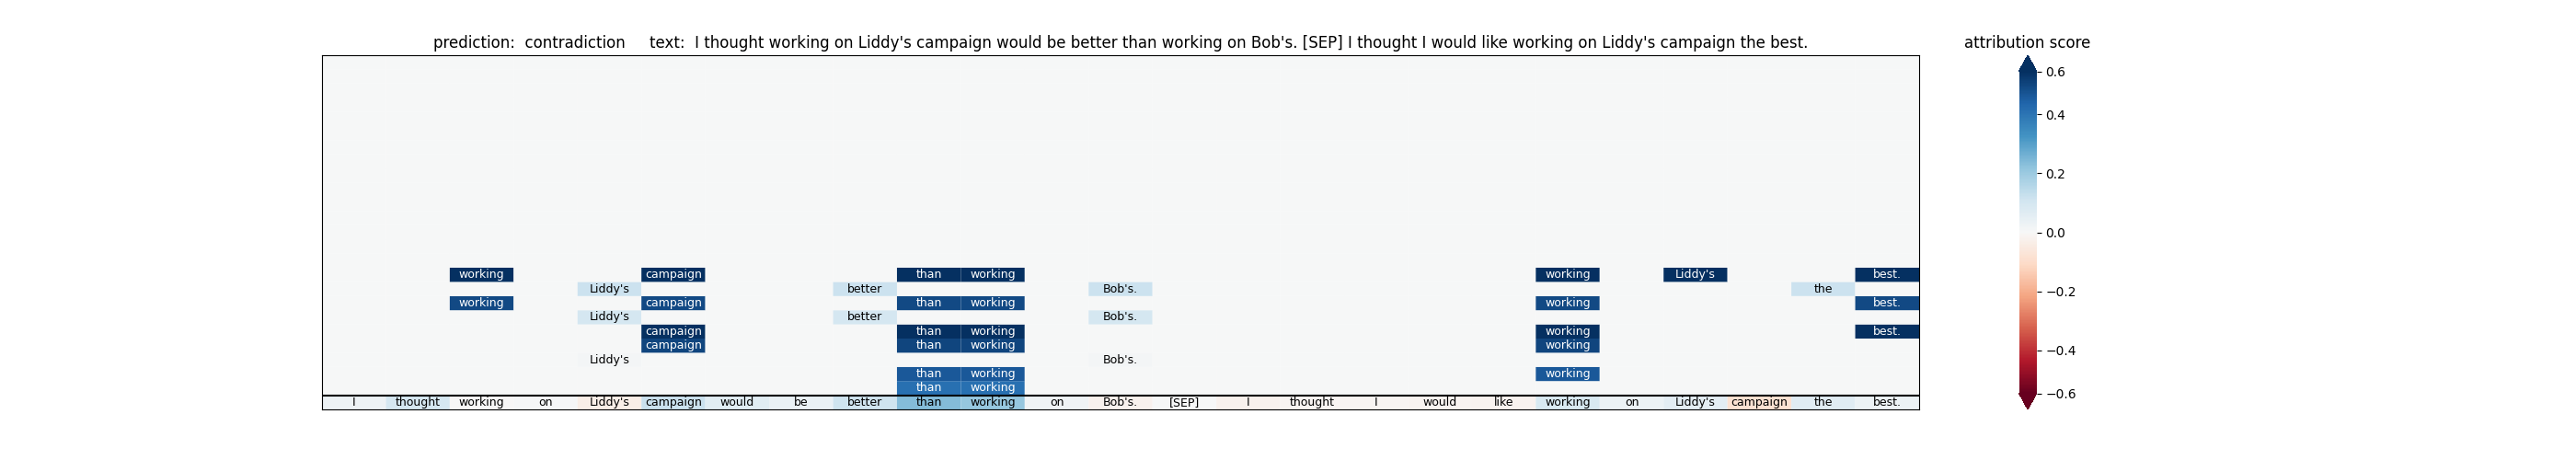 prediction:  contradiction     text:  I thought working on Liddy's campaign would be better than working on Bob's. [SEP] I thought I would like working on Liddy's campaign the best.
attribution score
working campaign than working working Liddy's best.
Liddy's better Bob's. the
working campaign than working working best.
Liddy's better Bob's.
campaign than working working best.
campaign than working working
Liddy's Bob's.
than working working
than working
I thought working on Liddy's campaign would be better than working on Bob's. [SEP] I thought I would like working on Liddy's campaign the best.
0.6
0.4
0.2
0.0
−0.2
−0.4
−0.6